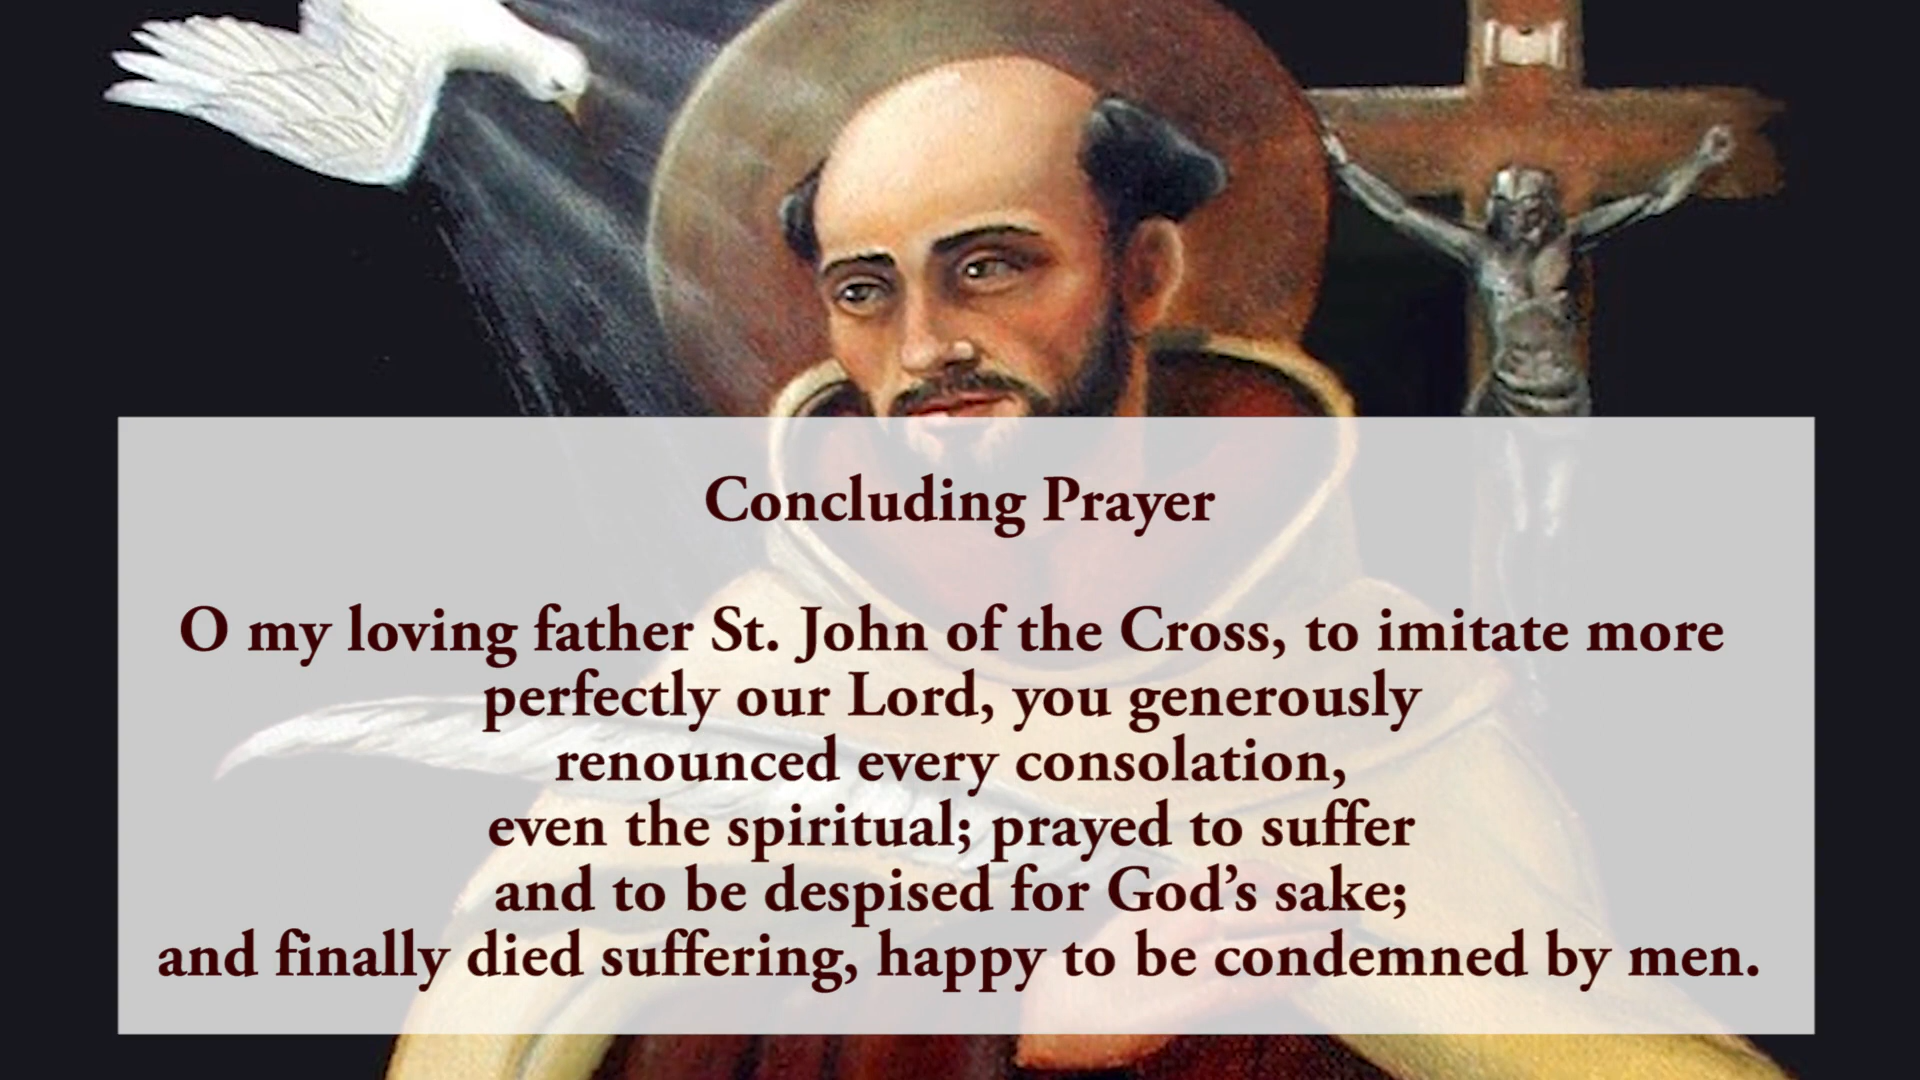 Concluding Prayer
O my loving father St. John of the Cross, to imitate more
perfectly our Lord, you generously
renounced every consolation,
even the spiritual; prayed to suffer
and to be despised for God’s sake;
and finally died suffering, happy to be condemned by men.